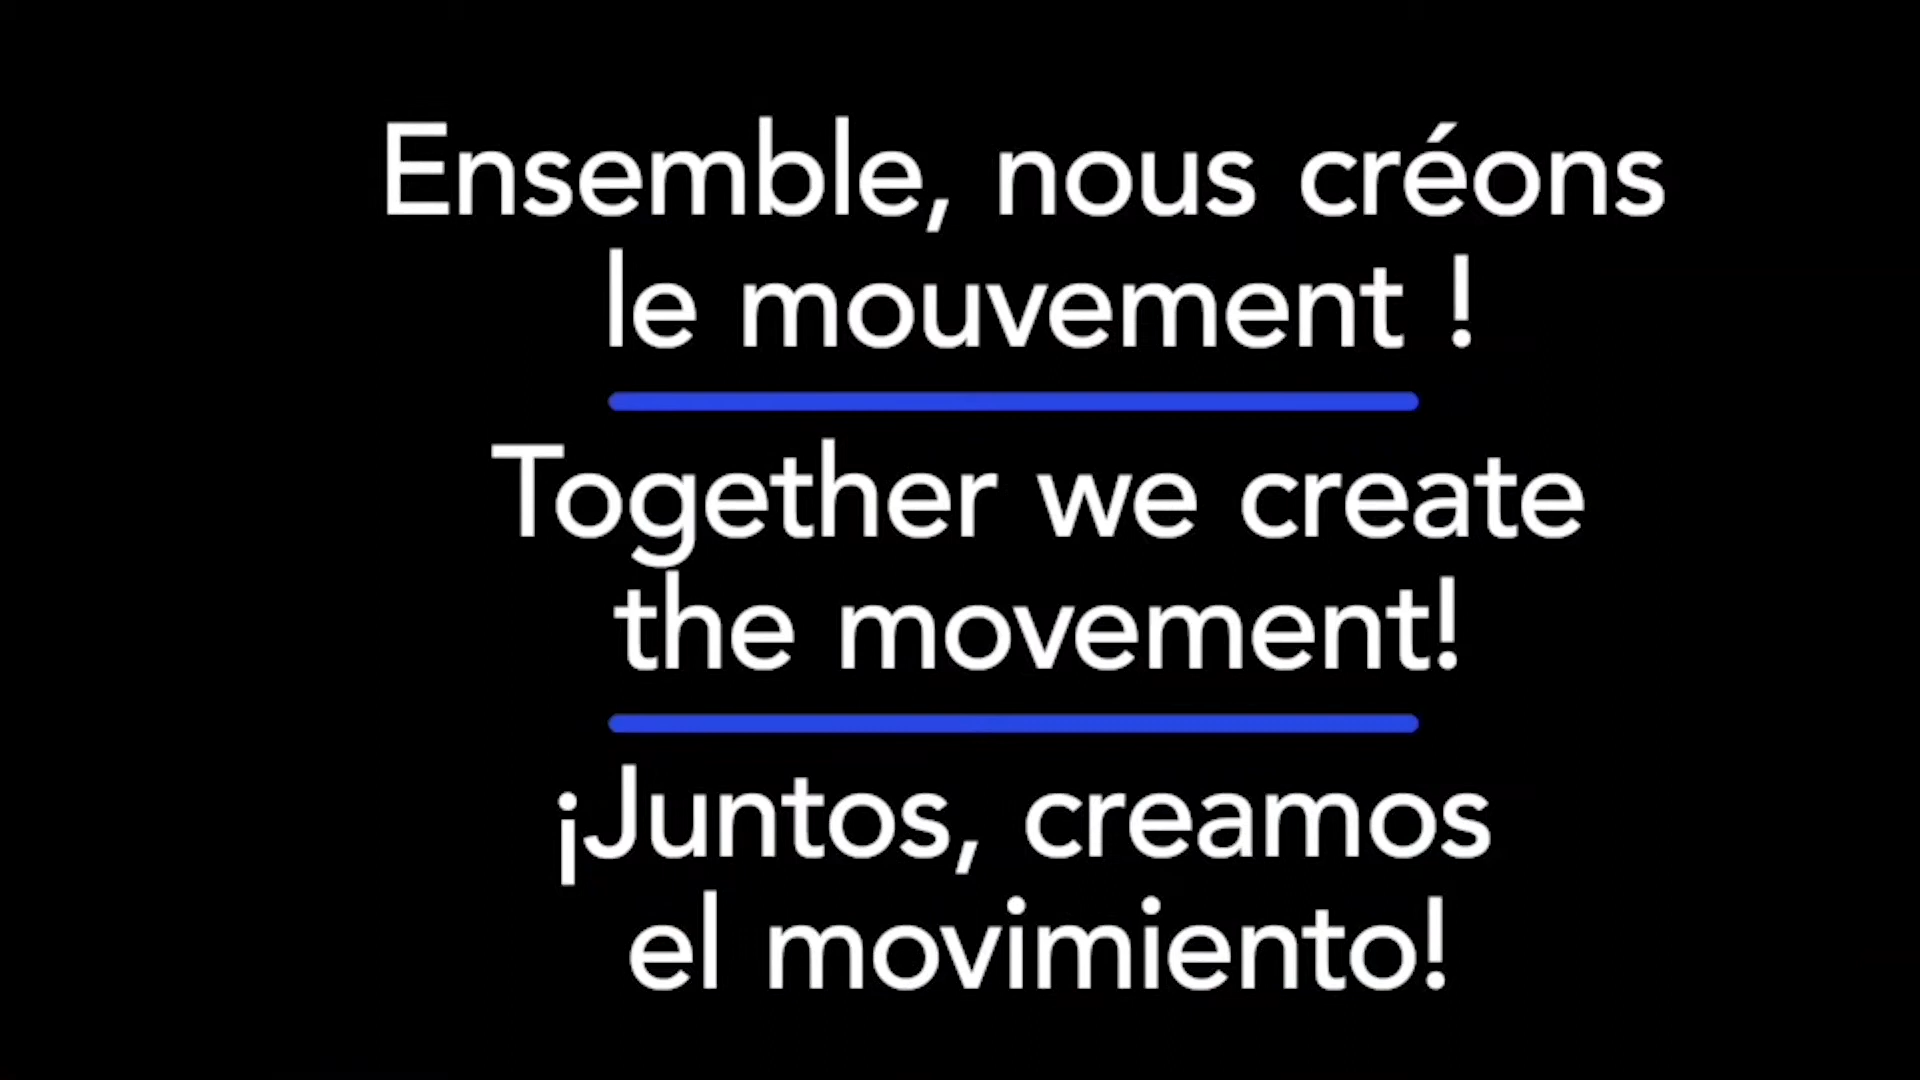 Ensemble, nous créons
le mouvement !
Together we create
the movement!
¡Juntos, creamos
el movimiento!